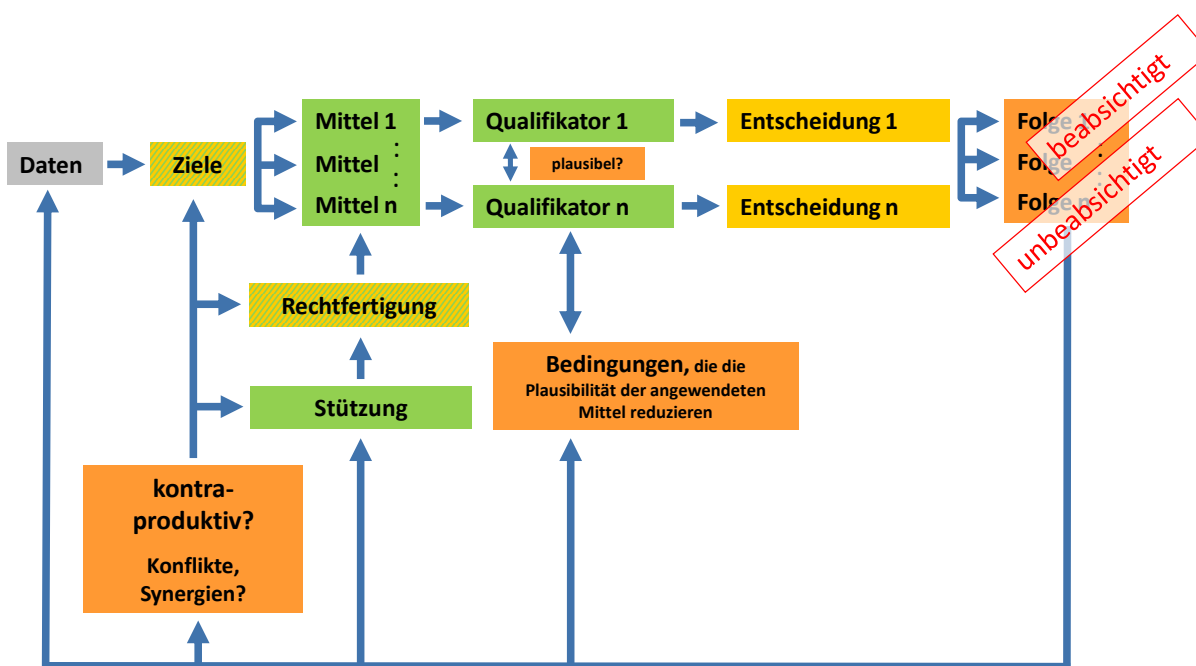 beabsichtigt
Mittel 1
Qualifikator 1
Entscheidung 1
Folge
Daten
Ziele
Mittel
:
:
plausibel?
Folge
:
Mittel n
Qualifikator n
Entscheidung n
Folge n
unbeabsichtigt
Rechtfertigung
Bedingungen, die die
Plausibilität der angewendeten
Mittel reduzieren
Stützung
kontra-
produktiv?
Konflikte,
Synergien?